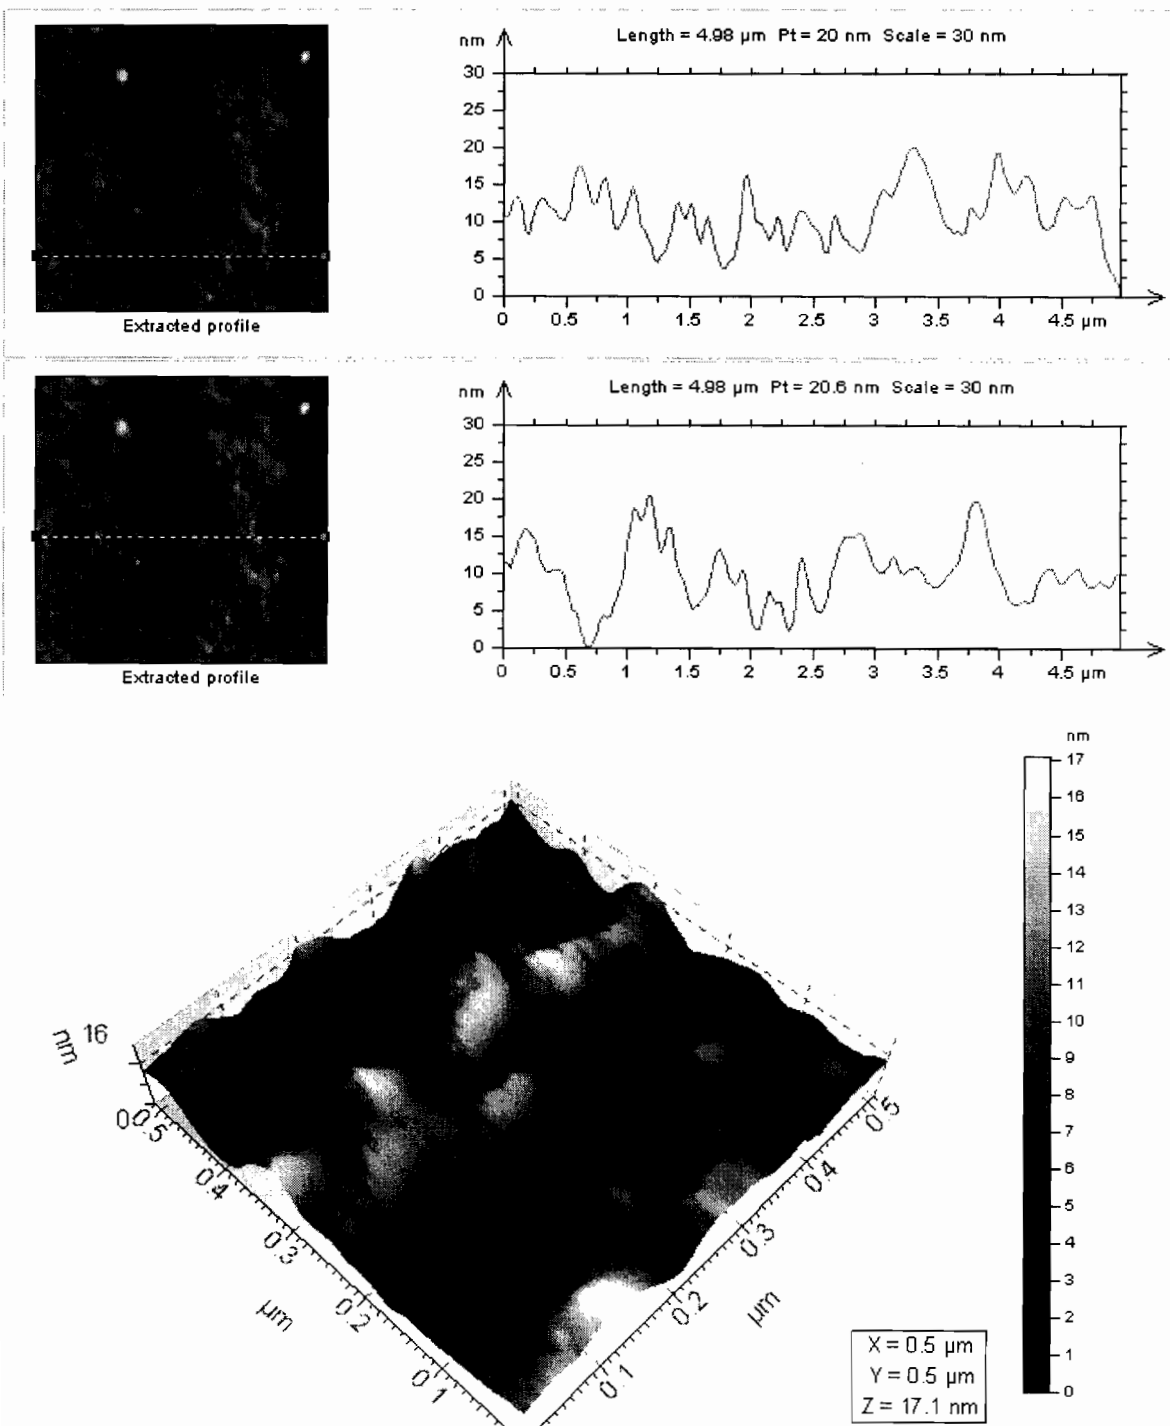 Length = 4.98 µm Pt = 20 nm Scale = 30 nm
nm
30
25
20
15
10
5
0
0 0.5 1 1.5 2 2.5 3 3.5 4 4.5 µm
Extracted profile
Length = 4.98 µm Pt = 20.6 nm Scale = 30 nm
nm
30
25
20
15
10
5
0
0 0.5 1 1.5 2 2.5 3 3.5 4 4.5 µm
Extracted profile
nm
17
16
15
14
13
12
11
10
9
8
7
6
5
4
3
2
1
0
nm 16
0
0.5
0.4
0.3
0.2
0.1
µm
0.5
0.4
0.3
0.2
0.1
µm
X = 0.5 µm
Y = 0.5 µm
Z = 17.1 nm